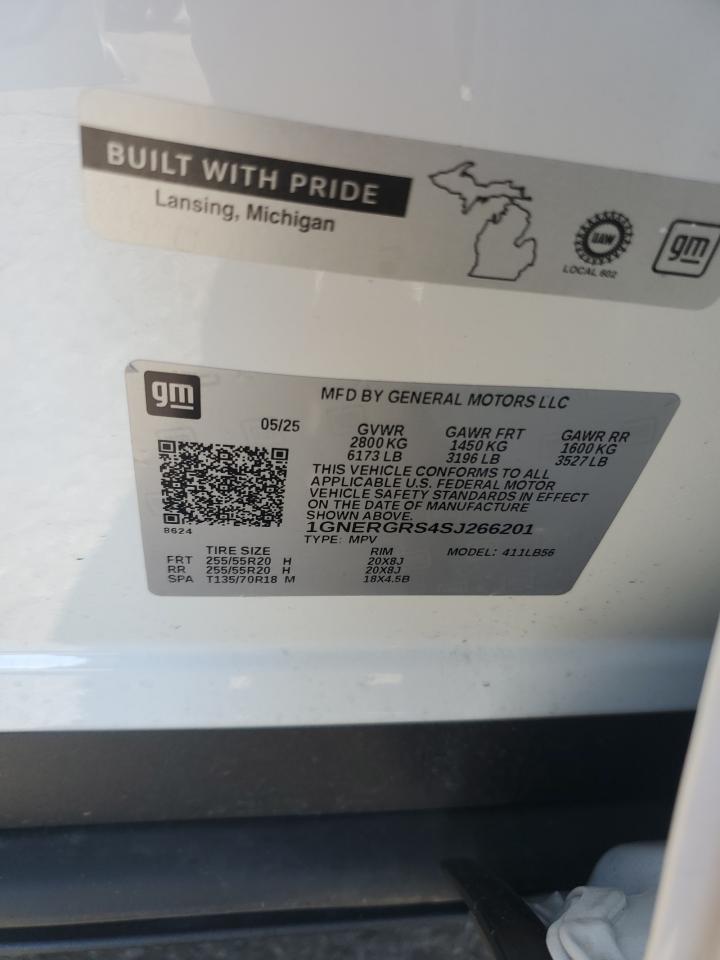 BUILT WITH PRIDE
Lansing, Michigan
UAW
LOCAL 602
gm
gm
MFD BY GENERAL MOTORS LLC
05/25
GVWR GAWR FRT GAWR RR
2800 KG 1450 KG 1600 KG
6173 LB 3196 LB 3527 LB
THIS VEHICLE CONFORMS TO ALL
APPLICABLE U.S. FEDERAL MOTOR
VEHICLE SAFETY STANDARDS IN EFFECT
ON THE DATE OF MANUFACTURE
SHOWN ABOVE.
8624
1GNERGRS4SJ266201
TYPE: MPV MODEL: 411LB56
TIRE SIZE RIM
FRT 255/55R20 H 20X8J
RR 255/55R20 H 20X8J
SPA T135/70R18 M 18X4.5B